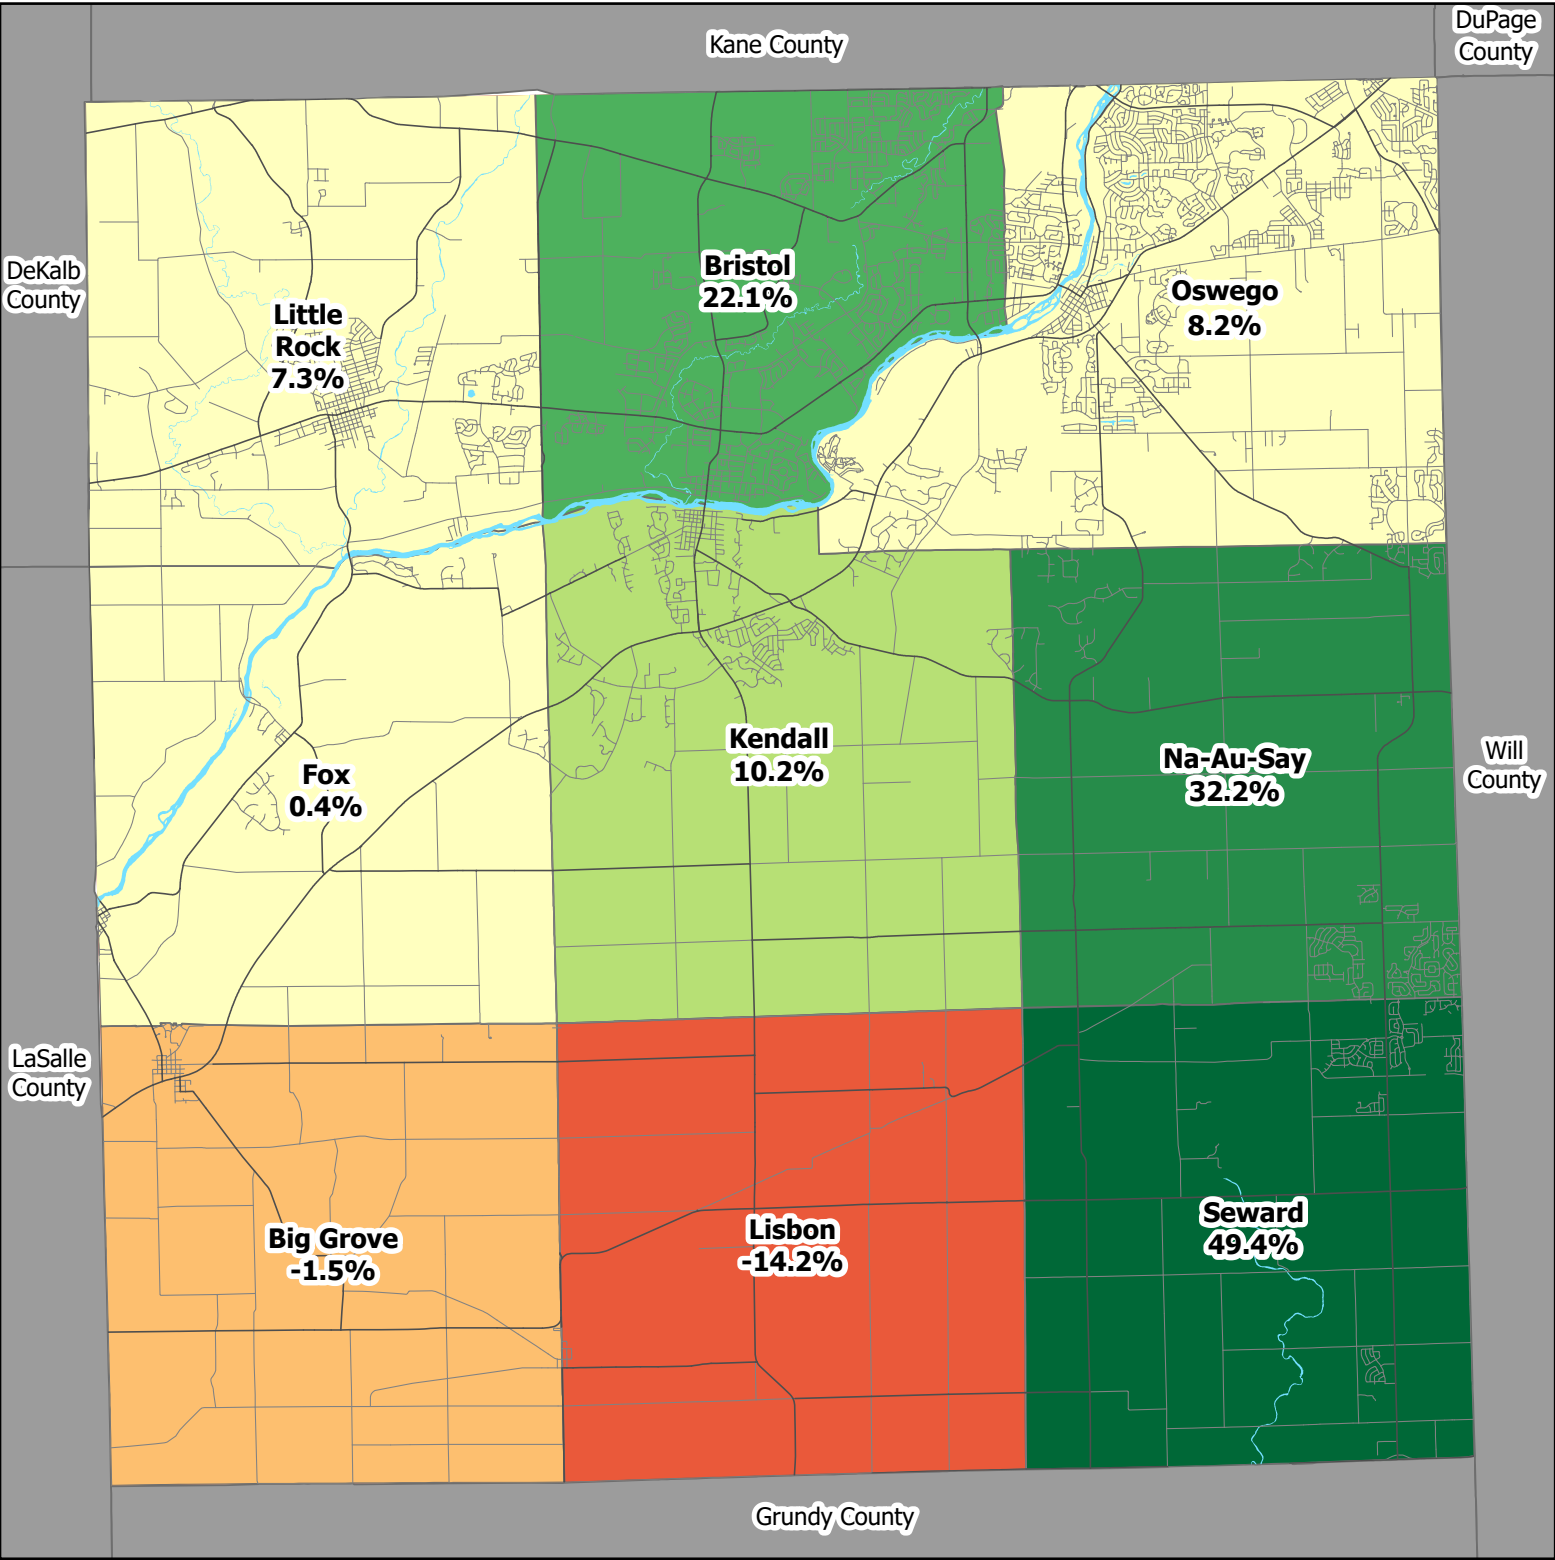 Kane County
DuPage
County
DeKalb
County
Little
Rock
7.3%
Bristol
22.1%
Oswego
8.2%
Fox
0.4%
Kendall
10.2%
Na-Au-Say
32.2%
Will
County
LaSalle
County
Big Grove
-1.5%
Lisbon
-14.2%
Seward
49.4%
Grundy County